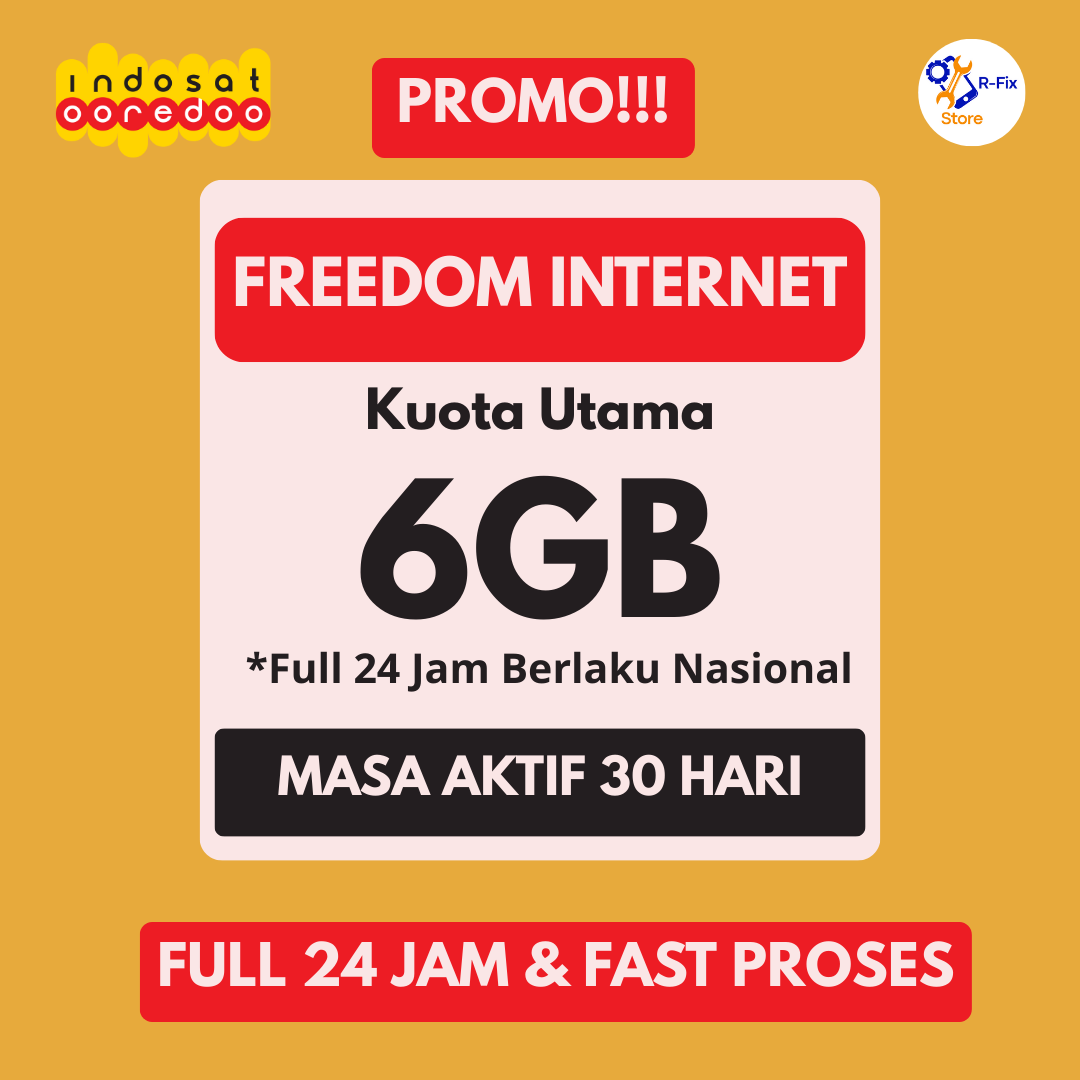 indosat
ooredoo
PROMO!!!
R-Fix
Store
FREEDOM INTERNET
Kuota Utama
6GB
*Full 24 Jam Berlaku Nasional
MASA AKTIF 30 HARI
FULL 24 JAM & FAST PROSES